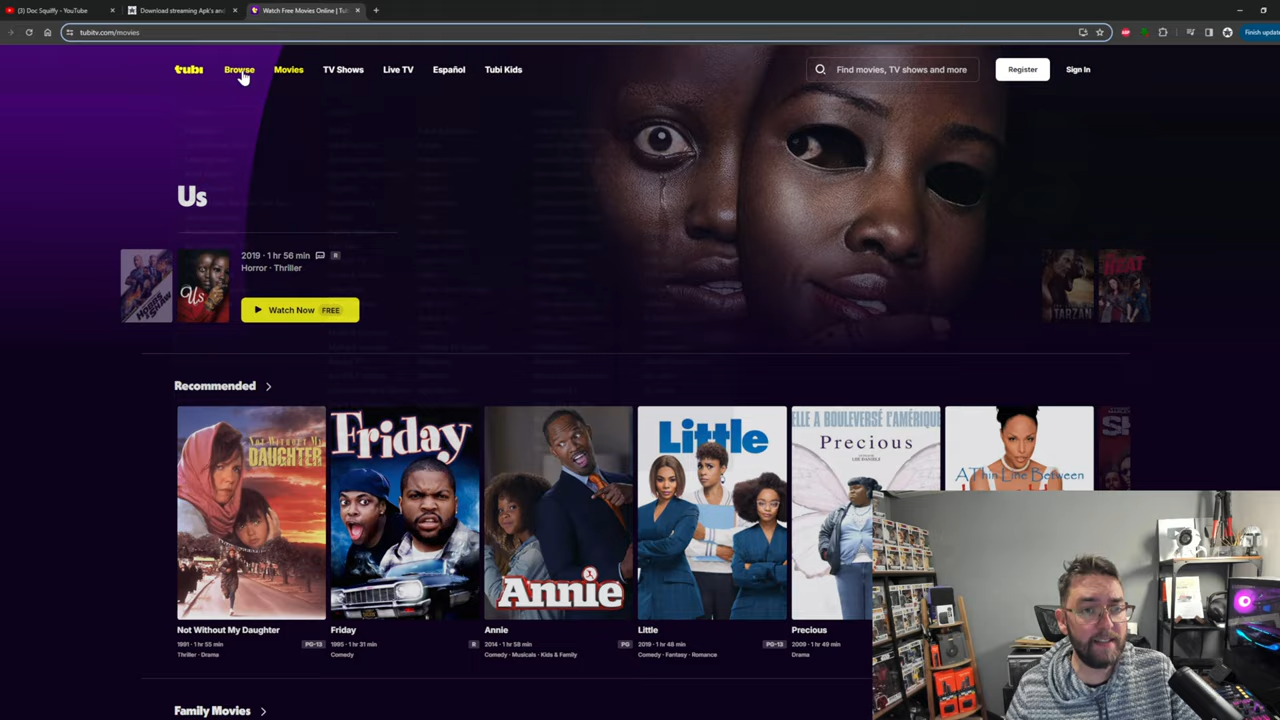 (3) Doc Squiffy - YouTube
Download streaming Apk's and
Watch Free Movies Online | Tub
tubitv.com/movies
Finish update
tubi
Browse
Movies
TV Shows
Live TV
Español
Tubi Kids
Find movies, TV shows and more
Register
Sign In
Us
2019 · 1 hr 56 min
R
Horror · Thriller
Watch Now FREE
Us
TARZAN
HEAT
Recommended
NOT WITHOUT MY
DAUGHTER
Friday
Annie
Little
ELLE A BOULEVERSÉ L'AMÉRIQUE
PRECIOUS
A Thin Line Between
Not Without My Daughter
1991 · 1 hr 55 min
PG-13
Thriller · Drama
Friday
1995 · 1 hr 31 min
R
Comedy
Annie
2014 · 1 hr 58 min
PG
Comedy · Musicals · Kids & Family
Little
2019 · 1 hr 48 min
PG-13
Comedy · Fantasy · Romance
Precious
2009 · 1 hr 49 min
Drama
Family Movies